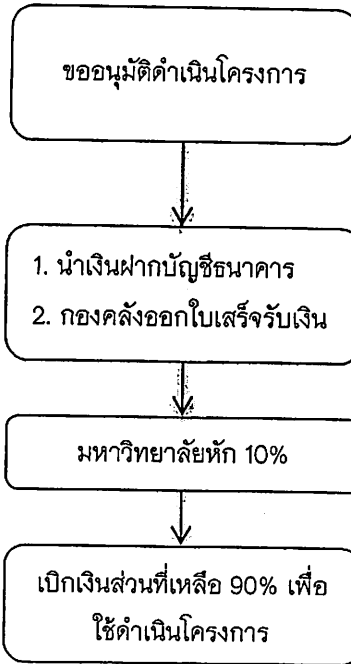 ขออนุมัติดำเนินโครงการ
1. นำเงินฝากบัญชีธนาคาร
2. กองคลังออกใบเสร็จรับเงิน
มหาวิทยาลัยหัก 10%
เบิกเงินส่วนที่เหลือ 90% เพื่อ
ใช้ดำเนินโครงการ